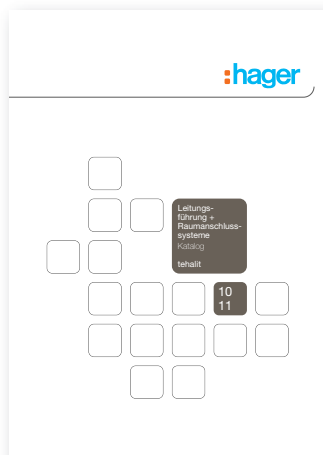 :hager
Leitungs-
führung +
Raumanschluss-
systeme
Katalog
tehalit
10
11